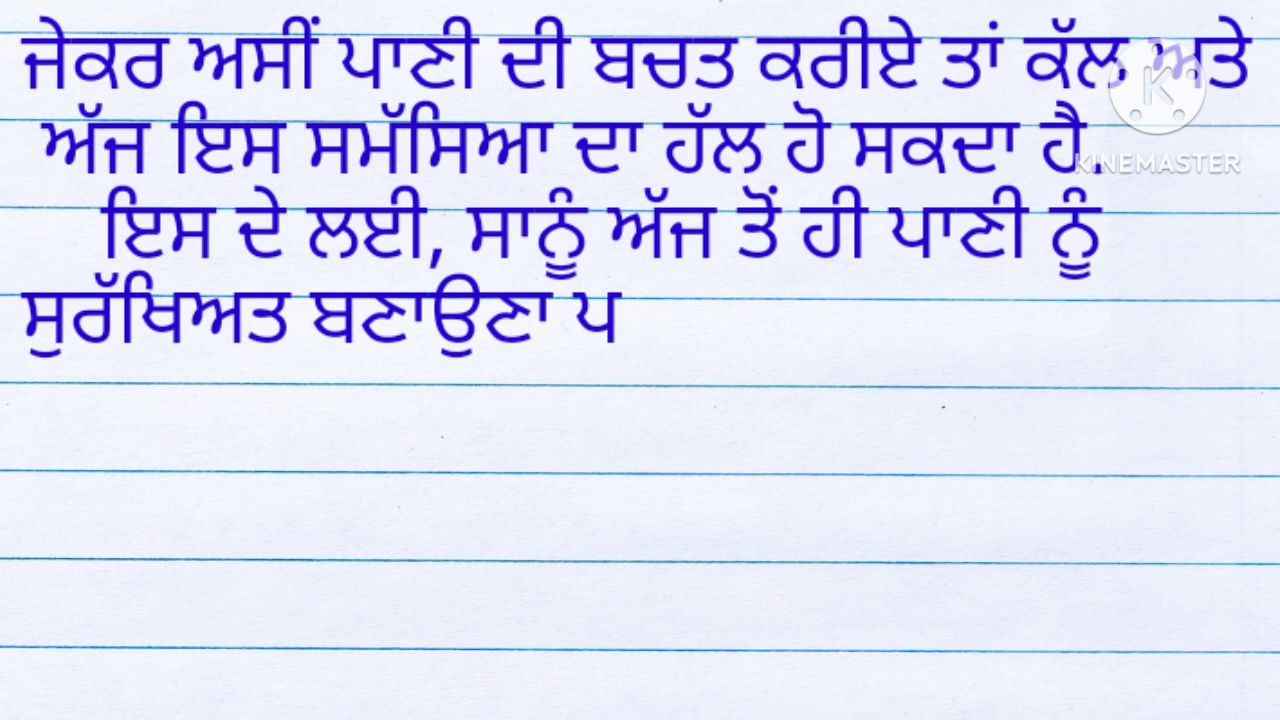 ਜੇਕਰ ਅਸੀਂ ਪਾਣੀ ਦੀ ਬਚਤ ਕਰੀਏ ਤਾਂ ਕੱਲ ਅਤੇ
ਅੱਜ ਇਸ ਸਮੱਸਿਆ ਦਾ ਹੱਲ ਹੋ ਸਕਦਾ ਹੈ.
KINEMASTER
ਇਸ ਦੇ ਲਈ, ਸਾਨੂੰ ਅੱਜ ਤੋਂ ਹੀ ਪਾਣੀ ਨੂੰ
ਸੁਰੱਖਿਅਤ ਬਣਾਉਣਾ ਪ